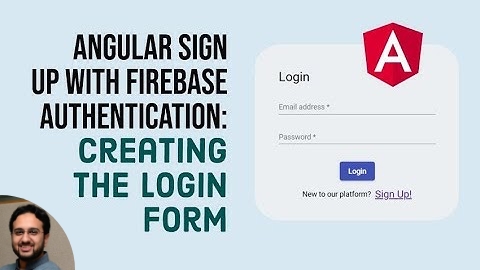 ANGULAR SIGN
UP WITH FIREBASE
AUTHENTICATION:
CREATING
THE LOGIN
FORM
A
Login
Email address *
Password *
Login
New to our platform? Sign Up!